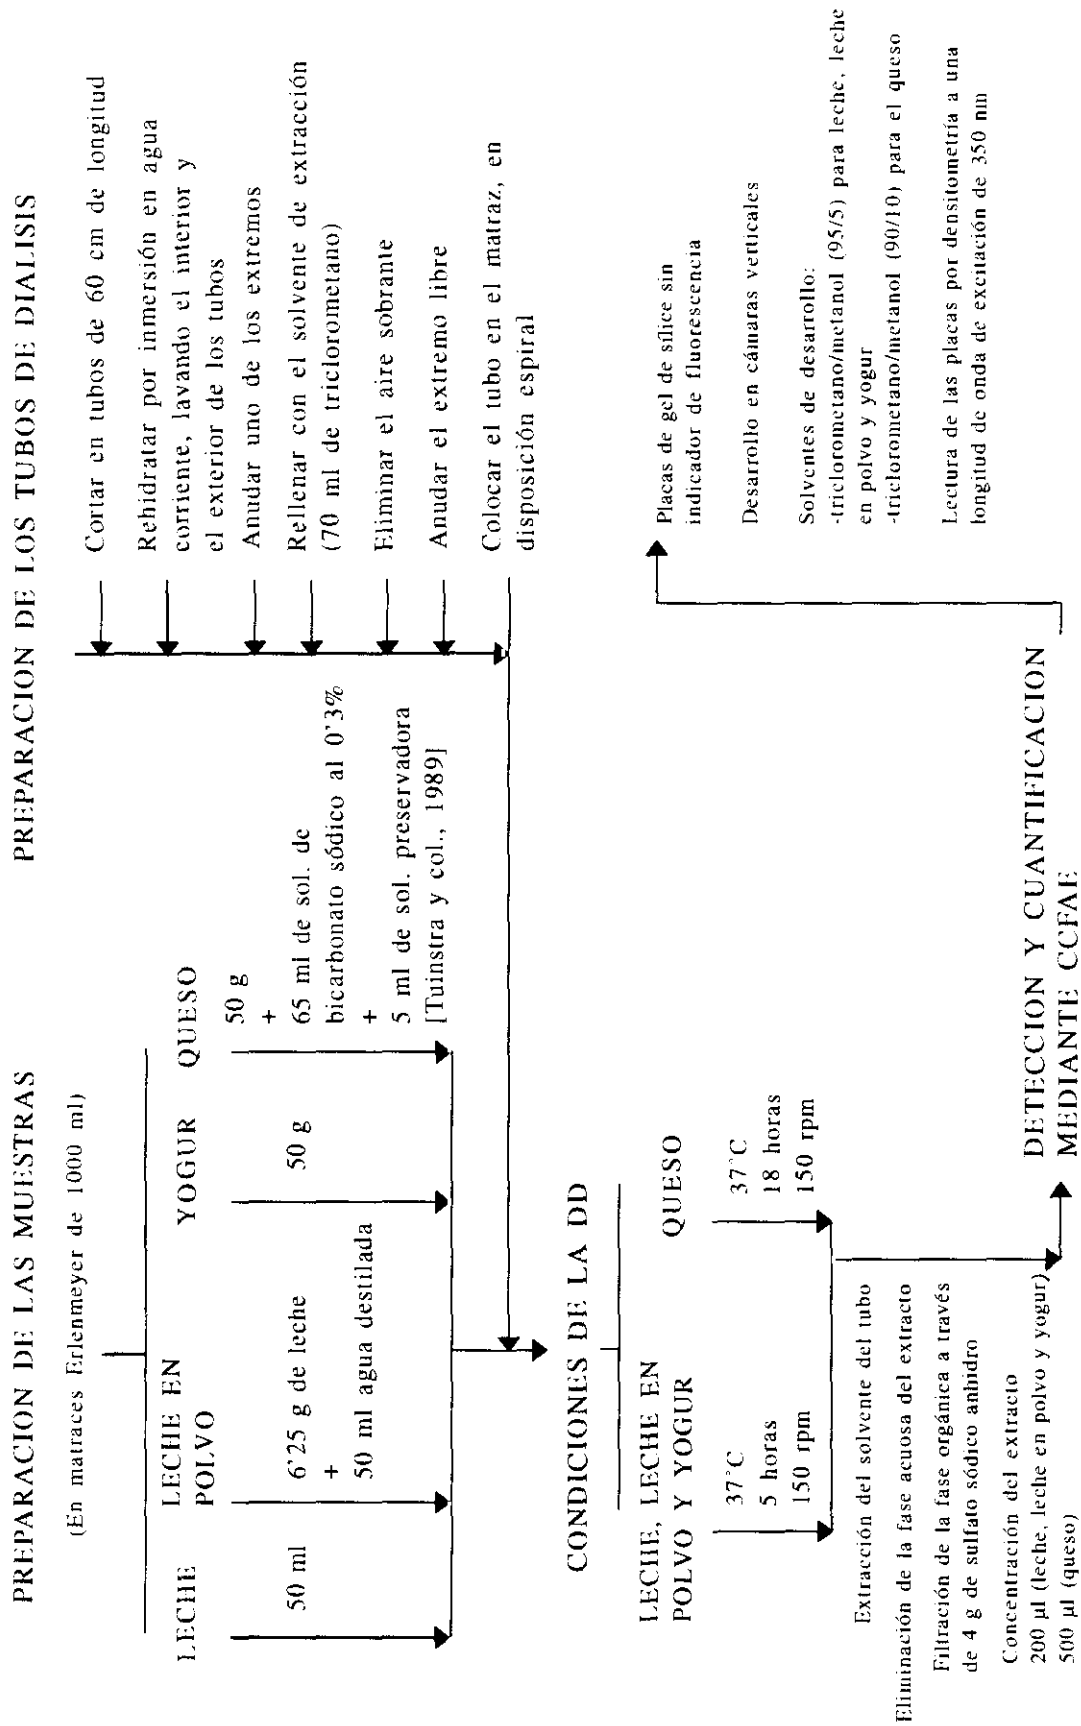 PREPARACION DE LAS MUESTRAS
(En matraces Erlenmeyer de 1000 ml)
LECHE
50 ml
LECHE EN
POLVO
6'25 g de leche
+
50 ml agua destilada
YOGUR
50 g
QUESO
50 g
+
65 ml de sol. de
bicarbonato sódico al 0'3%
+
5 ml de sol. preservadora
[Tuinstra y col., 1989]
PREPARACION DE LOS TUBOS DE DIALISIS
Cortar en tubos de 60 cm de longitud
Rehidratar por inmersión en agua
corriente, lavando el interior y
el exterior de los tubos
Anudar uno de los extremos
Rellenar con el solvente de extracción
(70 ml de triclorometano)
Eliminar el aire sobrante
Anudar el extremo libre
Colocar el tubo en el matraz, en
disposición espiral
CONDICIONES DE LA DD
LECHE, LECHE EN
POLVO Y YOGUR
37°C
5 horas
150 rpm
QUESO
37°C
18 horas
150 rpm
Extracción del solvente del tubo
Eliminación de la fase acuosa del extracto
Filtración de la fase orgánica a través
de 4 g de sulfato sódico anhidro
Concentración del extracto
200 µl (leche, leche en polvo y yogur)
500 µl (queso)
DETECCION Y CUANTIFICACION
MEDIANTE CCFAE
Placas de gel de sílice sin
indicador de fluorescencia
Desarrollo en cámaras verticales
Solventes de desarrollo:
-triclorometano/metanol (95/5) para leche, leche
en polvo y yogur
-triclorometano/metanol (90/10) para el queso
Lectura de las placas por densitometría a una
longitud de onda de excitación de 350 nm